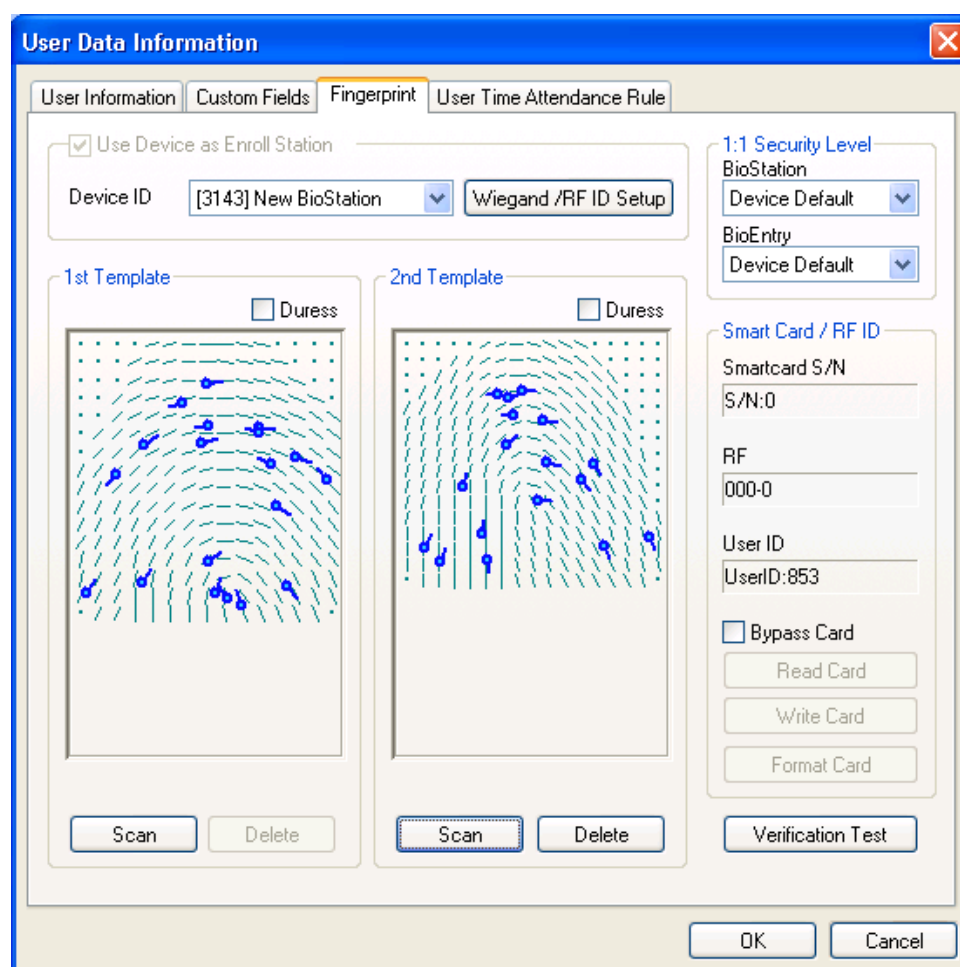 User Data Information
User Information Custom Fields Fingerprint User Time Attendance Rule
Use Device as Enroll Station
Device ID [3143] New BioStation Wiegand /RF ID Setup
1:1 Security Level
BioStation
Device Default
BioEntry
Device Default
1st Template
Duress
Scan Delete
2nd Template
Duress
Scan Delete
Smart Card / RF ID
Smartcard S/N
S/N:0
RF
000-0
User ID
UserID:853
Bypass Card
Read Card
Write Card
Format Card
Verification Test
OK Cancel